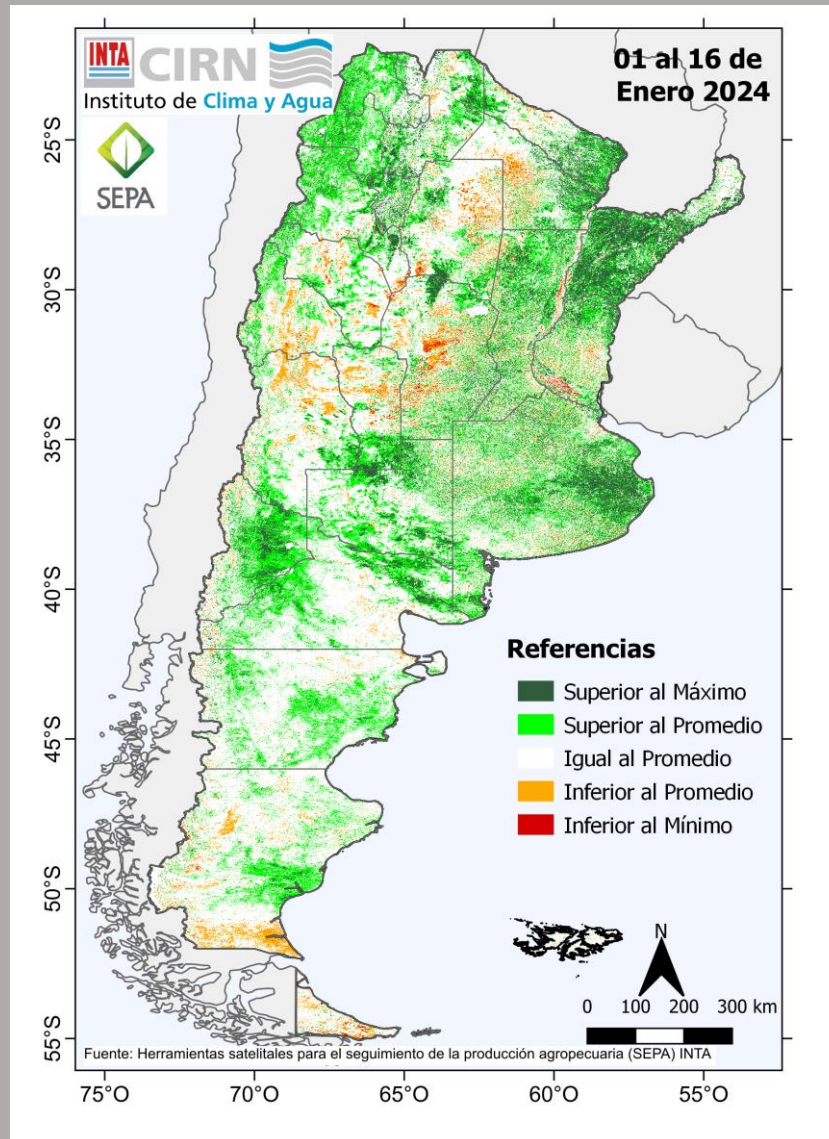 INTA
CIRN
Instituto de Clima y Agua
SEPA
01 al 16 de
Enero 2024
25°S
30°S
35°S
40°S
45°S
50°S
55°S
Referencias
Superior al Máximo
Superior al Promedio
Igual al Promedio
Inferior al Promedio
Inferior al Mínimo
N
0 100 200 300 km
Fuente: Herramientas satelitales para el seguimiento de la producción agropecuaria (SEPA) INTA
75°O 70°O 65°O 60°O 55°O